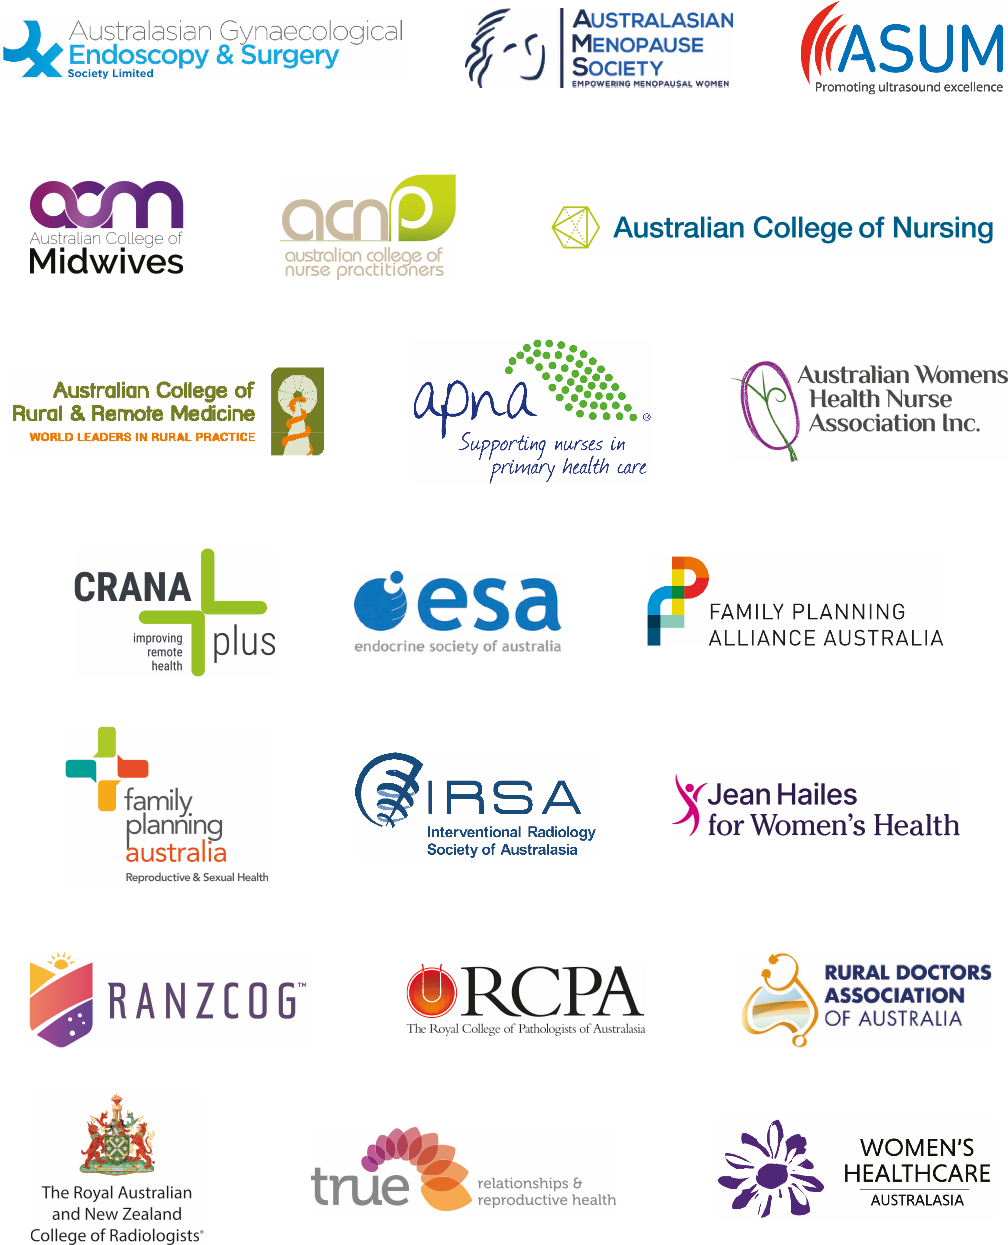 Australasian Gynaecological
Endoscopy & Surgery
Society Limited
AUSTRALASIAN
MENOPAUSE
SOCIETY
EMPOWERING MENOPAUSAL WOMEN
ASUM
Promoting ultrasound excellence
acm
Australian College of
Midwives
acnp
australian college of
nurse practitioners
Australian College of Nursing
Australian College of
Rural & Remote Medicine
WORLD LEADERS IN RURAL PRACTICE
apna
Supporting nurses in
primary health care
Australian Womens
Health Nurse
Association Inc.
CRANA
plus
improving
remote
health
esa
endocrine society of australia
FAMILY PLANNING
ALLIANCE AUSTRALIA
family
planning
australia
Reproductive & Sexual Health
IRSA
Interventional Radiology
Society of Australasia
Jean Hailes
for Women's Health
RANZCOG™
RCPA
The Royal College of Pathologists of Australasia
RURAL DOCTORS
ASSOCIATION
OF AUSTRALIA
The Royal Australian
and New Zealand
College of Radiologists®
true
relationships &
reproductive health
WOMEN'S
HEALTHCARE
AUSTRALASIA